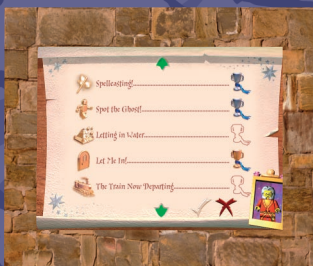 Spellcasting!
Spot the Ghost!
Letting in Water
Let Me In!
The Train Now Departing